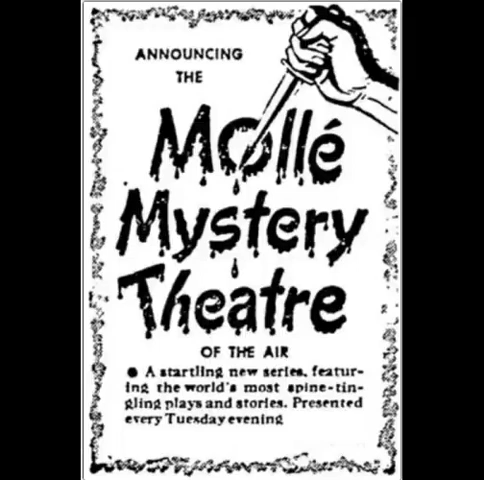 ANNOUNCING
THE
Mollé
Mystery
Theatre
OF THE AIR
● A startling new series, featur-
ing the world's most spine-tin-
gling plays and stories. Presented
every Tuesday evening